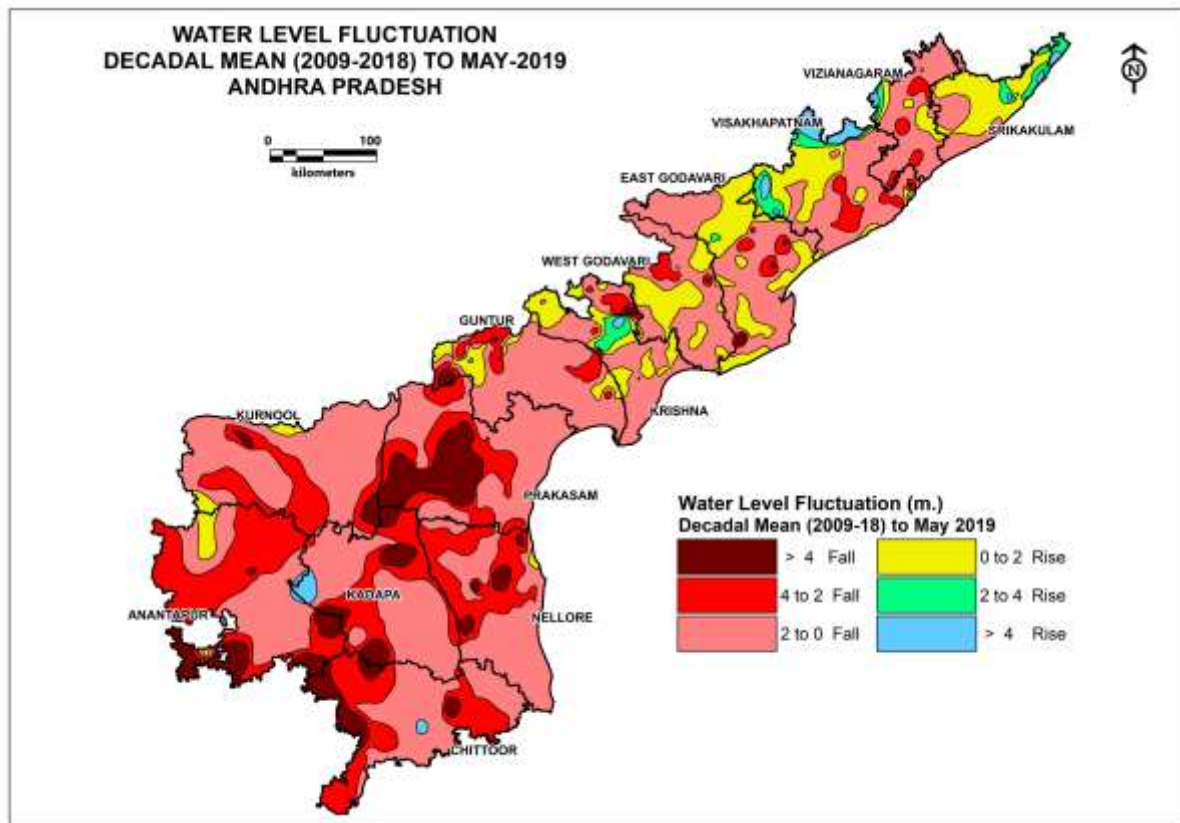 WATER LEVEL FLUCTUATION
DECADAL MEAN (2009-2018) TO MAY-2019
ANDHRA PRADESH
0 100
kilometers
N
VIZIANAGARAM
VISAKHAPATNAM
SRIKAKULAM
EAST GODAVARI
WEST GODAVARI
GUNTUR
KRISHNA
KURNOOL
PRAKASAM
KADAPA
ANANTAPUR
NELLORE
CHITTOOR
Water Level Fluctuation (m.)
Decadal Mean (2009-18) to May 2019
> 4 Fall
4 to 2 Fall
2 to 0 Fall
0 to 2 Rise
2 to 4 Rise
> 4 Rise